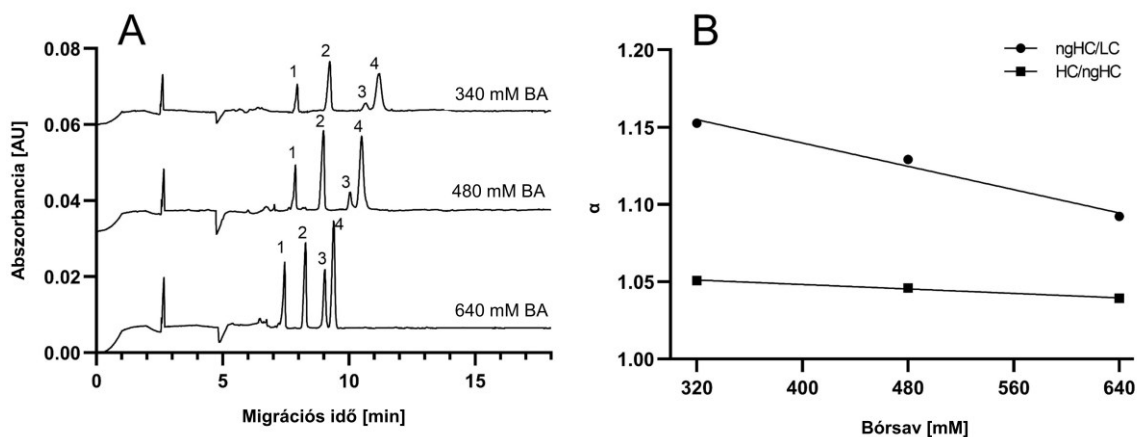 A
Abszorbancia [AU]
0.08
0.06
0.04
0.02
0.00
1
2
3
4
340 mM BA
1
2
3
4
480 mM BA
1
2
3
4
640 mM BA
0
5
10
15
Migrációs idő [min]
B
ngHC/LC
HC/ngHC
α
1.20
1.15
1.10
1.05
1.00
320
400
480
560
640
Bórsav [mM]